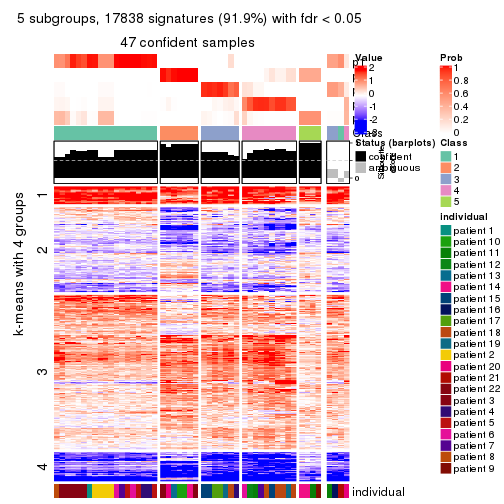 5 subgroups, 17838 signatures (91.9%) with fdr < 0.05
47 confident samples
Value
2
1
0
-1
-2
Prob
1
0.8
0.6
0.4
0.2
0
Class
Status (barplots)
confident
ambiguous
0
Class
1
2
3
4
5
individual
patient 1
patient 10
patient 11
patient 12
patient 13
patient 14
patient 15
patient 16
patient 17
patient 18
patient 19
patient 2
patient 20
patient 21
patient 22
patient 3
patient 4
patient 5
patient 6
patient 7
patient 8
patient 9
k-means with 4 groups
1
2
3
4
individual